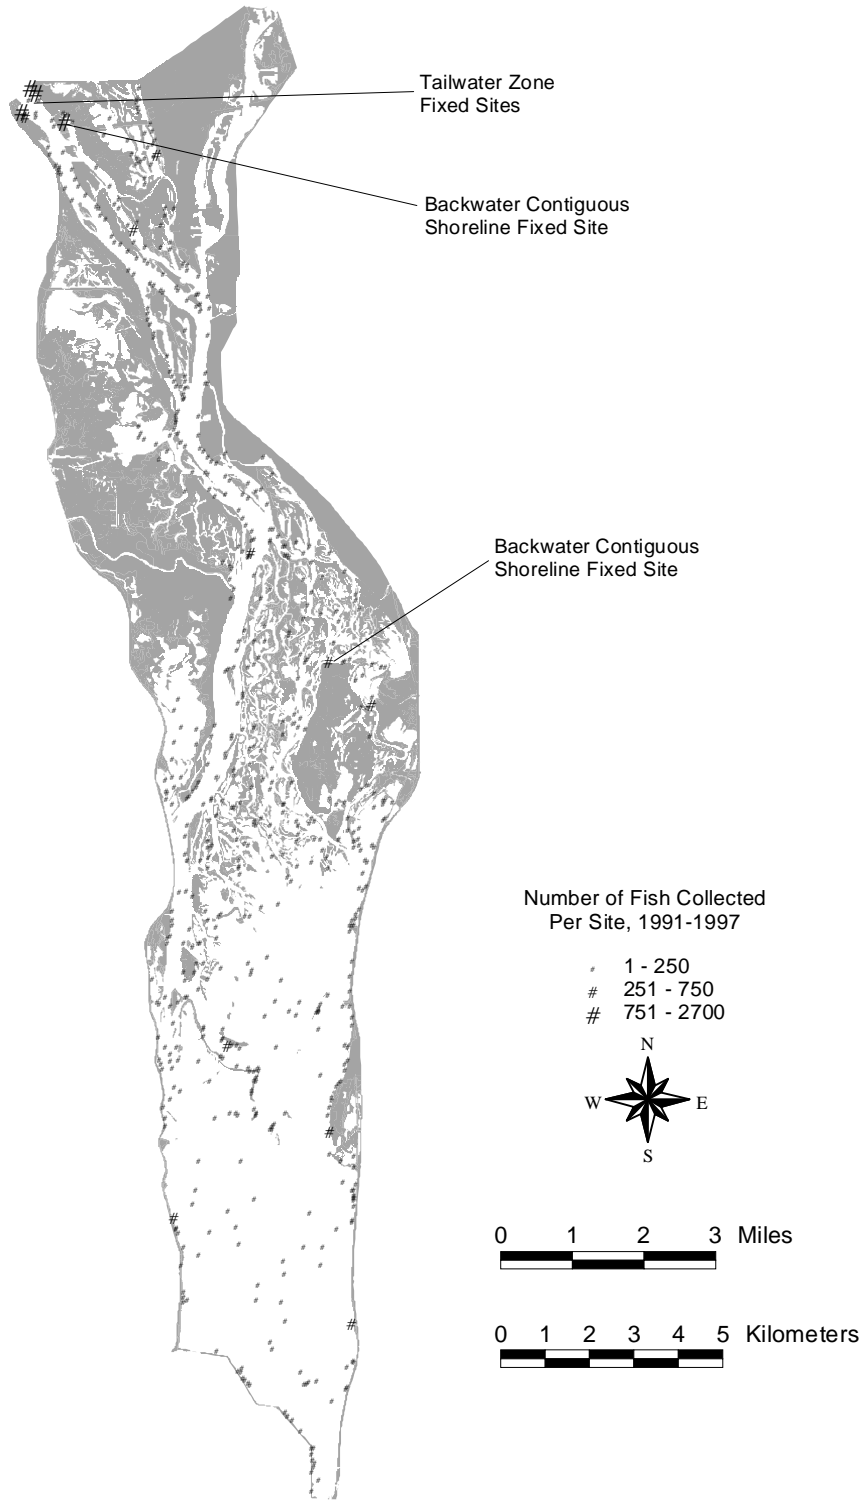 Tailwater Zone
Fixed Sites
Backwater Contiguous
Shoreline Fixed Site
Backwater Contiguous
Shoreline Fixed Site
Number of Fish Collected
Per Site, 1991-1997
# 1 - 250
# 251 - 750
# 751 - 2700
N
W E
S
0 1 2 3 Miles
0 1 2 3 4 5 Kilometers